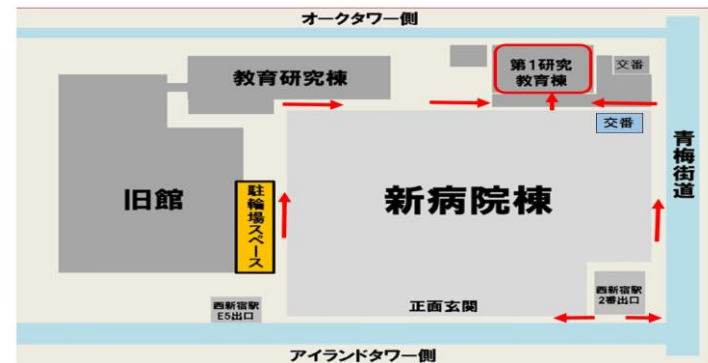 オークタワー側
教育研究棟
第1研究
教育棟
交番
交番
青梅街道
旧館
駐輪場スペース
新病院棟
西新宿駅
E5出口
正面玄関
西新宿駅
2番出口
アイランドタワー側